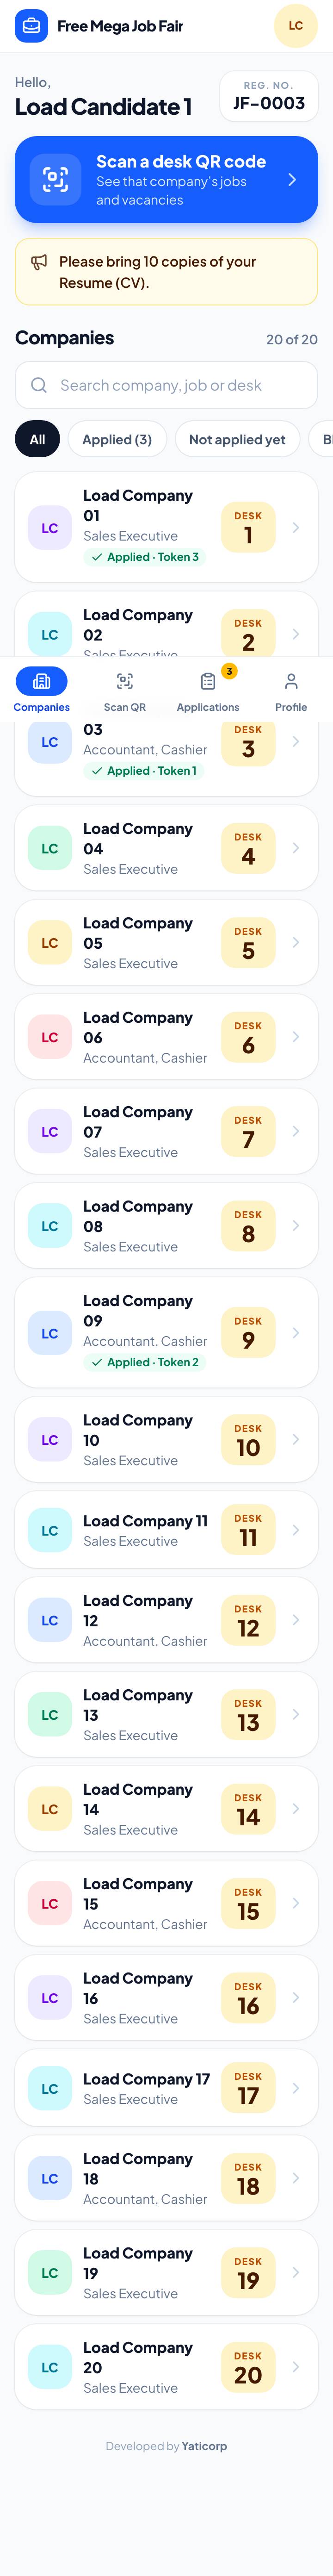 Free Mega Job Fair
LC
Hello,
Load Candidate 1
REG. NO.
JF-0003
Scan a desk QR code
See that company's jobs
and vacancies
Please bring 10 copies of your
Resume (CV).
Companies
20 of 20
Search company, job or desk
All
Applied (3)
Not applied yet
LC
Load Company
01
Sales Executive
Applied · Token 3
DESK
1
LC
Load Company
02
Sales Executive
DESK
2
Companies
Scan QR
3
Applications
Profile
LC
03
Accountant, Cashier
Applied · Token 1
3
LC
Load Company
04
Sales Executive
DESK
4
LC
Load Company
05
Sales Executive
DESK
5
LC
Load Company
06
Accountant, Cashier
DESK
6
LC
Load Company
07
Sales Executive
DESK
7
LC
Load Company
08
Sales Executive
DESK
8
LC
Load Company
09
Accountant, Cashier
Applied · Token 2
DESK
9
LC
Load Company
10
Sales Executive
DESK
10
LC
Load Company 11
Sales Executive
DESK
11
LC
Load Company
12
Accountant, Cashier
DESK
12
LC
Load Company
13
Sales Executive
DESK
13
LC
Load Company
14
Sales Executive
DESK
14
LC
Load Company
15
Accountant, Cashier
DESK
15
LC
Load Company
16
Sales Executive
DESK
16
LC
Load Company 17
Sales Executive
DESK
17
LC
Load Company
18
Accountant, Cashier
DESK
18
LC
Load Company
19
Sales Executive
DESK
19
LC
Load Company
20
Sales Executive
DESK
20
Developed by Yaticorp